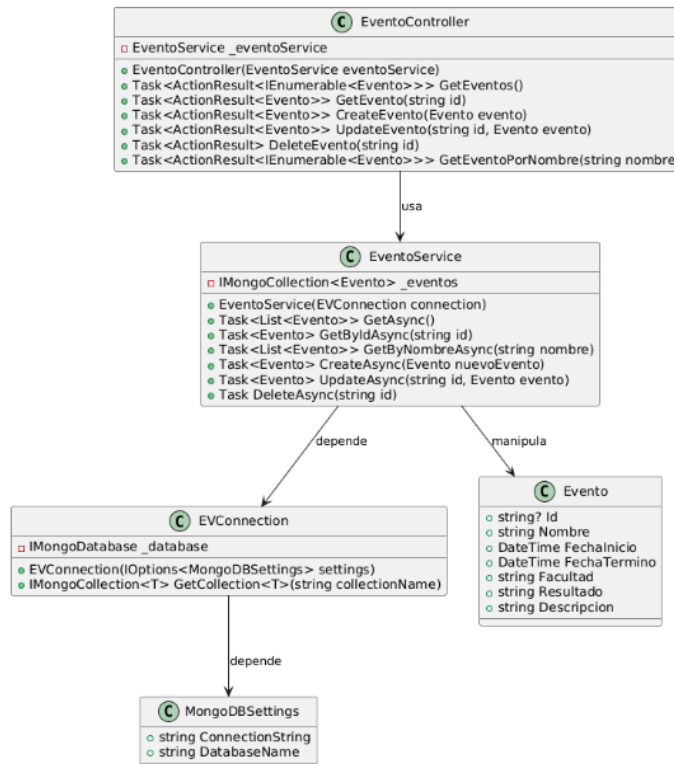 C EventoController
EventoService _eventoService
EventoController(EventoService eventoService)
Task<ActionResult<IEnumerable<Evento>>> GetEventos()
Task<ActionResult<Evento>> GetEvento(string id)
Task<ActionResult<Evento>> CreateEvento(Evento evento)
Task<ActionResult<Evento>> UpdateEvento(string id, Evento evento)
Task<ActionResult> DeleteEvento(string id)
Task<ActionResult<IEnumerable<Evento>>> GetEventoPorNombre(string nombre
usa
C EventoService
IMongoCollection<Evento> _eventos
EventoService(EVConnection connection)
Task<List<Evento>> GetAsync()
Task<Evento> GetByIdAsync(string id)
Task<List<Evento>> GetByNombreAsync(string nombre)
Task<Evento> CreateAsync(Evento nuevoEvento)
Task<Evento> UpdateAsync(string id, Evento evento)
Task DeleteAsync(string id)
depende
manipula
C EVConnection
IMongoDatabase _database
EVConnection(IOptions<MongoDBSettings> settings)
IMongoCollection<T> GetCollection<T>(string collectionName)
C Evento
string? Id
string Nombre
DateTime FechaInicio
DateTime FechaTermino
string Facultad
string Resultado
string Descripcion
depende
C MongoDBSettings
string ConnectionString
string DatabaseName